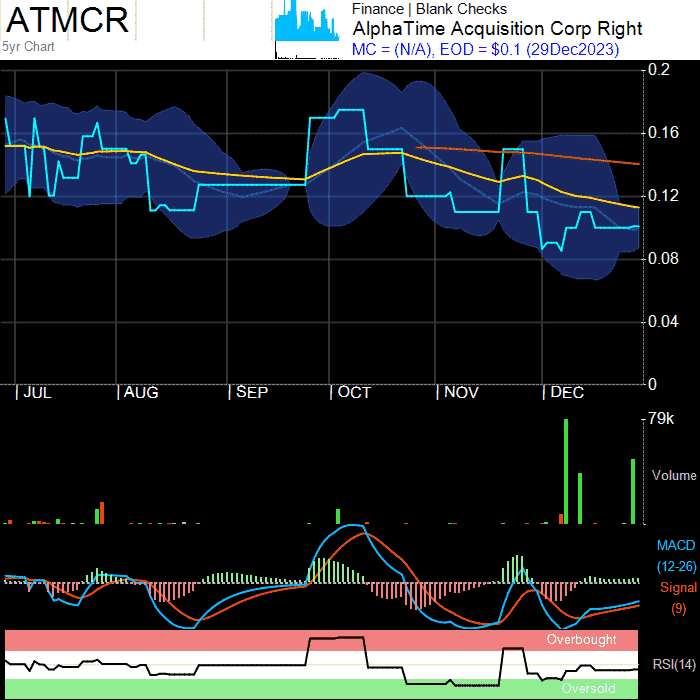 ATMCR
5yr Chart
Finance | Blank Checks
AlphaTime Acquisition Corp Right
MC = (N/A), EOD = $0.1 (29Dec2023)
0.2
0.16
0.12
0.08
0.04
0
JUL AUG SEP OCT NOV DEC
79k
Volume
MACD
(12-26)
Signal
(9)
Overbought
RSI(14)
Oversold